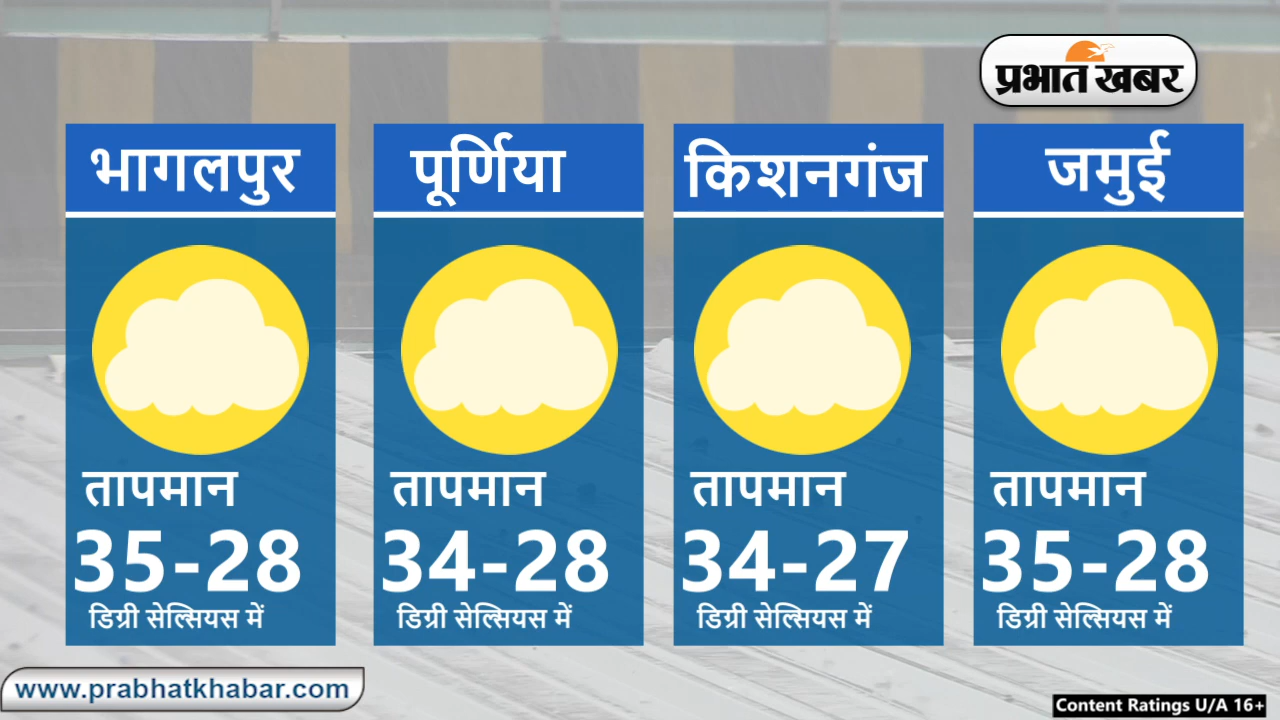 प्रभात खबर
भागलपुर
तापमान
35-28
डिग्री सेल्सियस में
पूर्णिया
तापमान
34-28
डिग्री सेल्सियस में
किशनगंज
तापमान
34-27
डिग्री सेल्सियस में
जमुई
तापमान
35-28
डिग्री सेल्सियस में
www.prabhatkhabar.com
Content Ratings U/A 16+